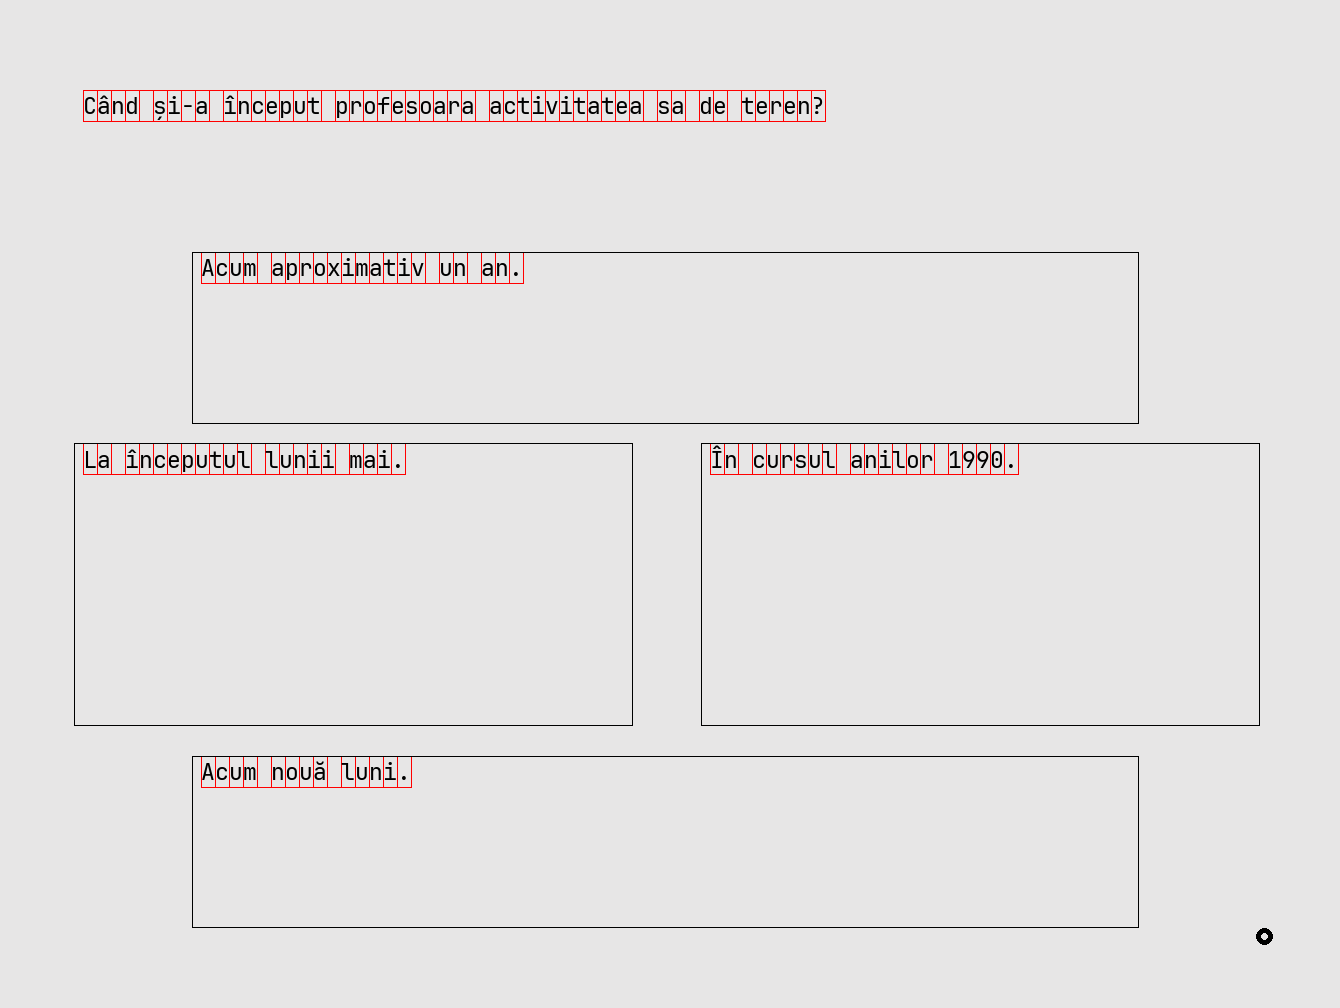 Când și-a început profesoara activitatea sa de teren?
Acum aproximativ un an.
La începutul lunii mai.
În cursul anilor 1990.
Acum nouă luni.